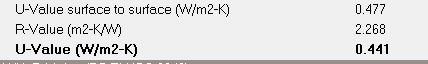 U-Value surface to surface (W/m2-K) 0.477
R-Value (m2-K/W) 2.268
U-Value (W/m2-K) 0.441